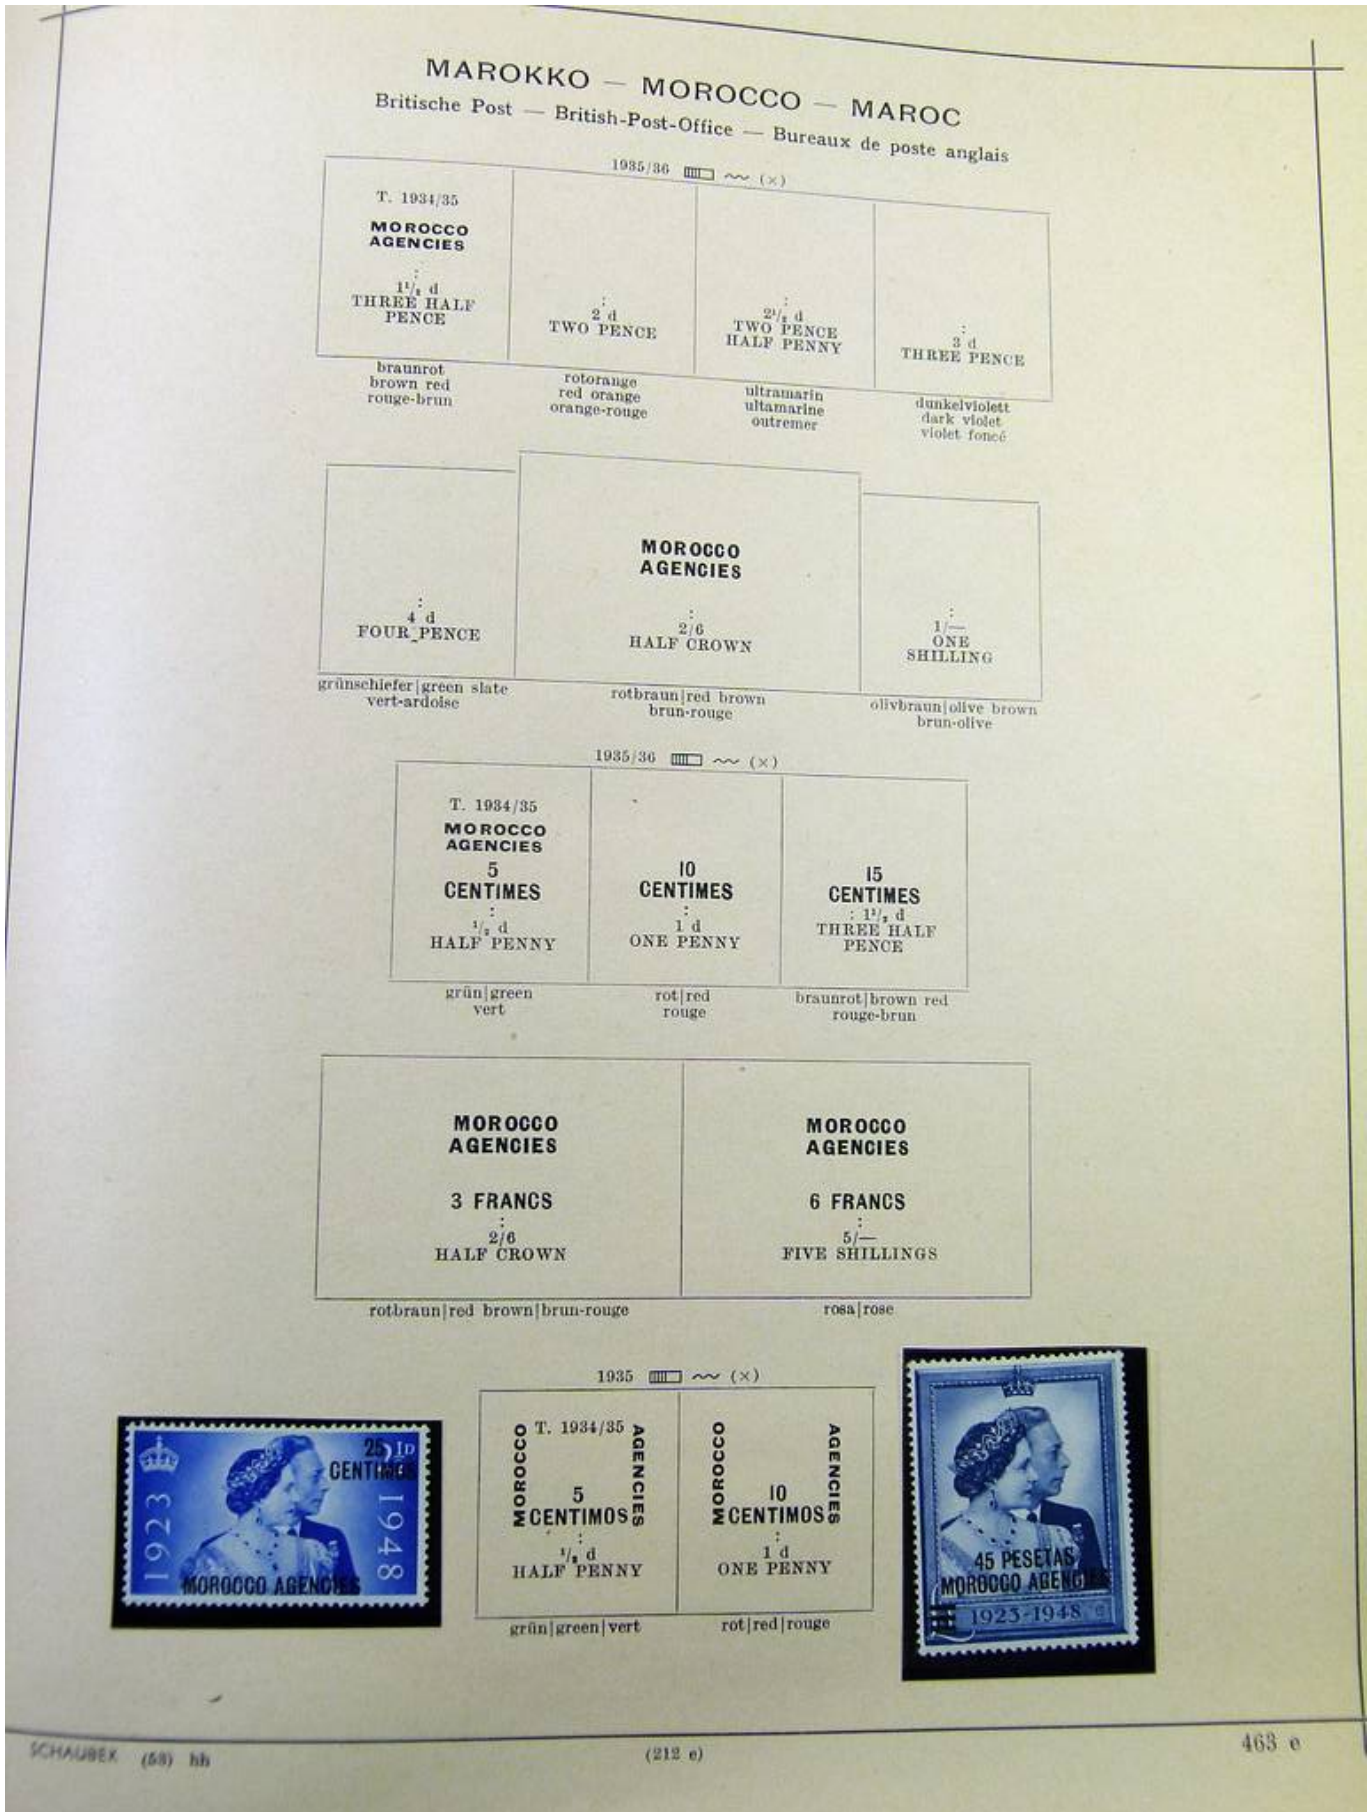 MAROKKO — MOROCCO — MAROC
Britische Post — British-Post-Office — Bureaux de poste anglais
1935/36 (×)
T. 1934/35
MOROCCO
AGENCIES
:
1½ d
THREE HALF
PENCE
:
2 d
TWO PENCE
:
2½ d
TWO PENCE
HALF PENNY
:
3 d
THREE PENCE
braunrot
brown red
rouge-brun
rotorange
red orange
orange-rouge
ultramarin
ultamarine
outremer
dunkelviolett
dark violet
violet foncé
:
4 d
FOUR PENCE
MOROCCO
AGENCIES
:
2/6
HALF CROWN
:
1/—
ONE
SHILLING
grünschiefer|green slate
vert-ardoise
rotbraun|red brown
brun-rouge
olivbraun|olive brown
brun-olive
1935/36 (×)
T. 1934/35
MOROCCO
AGENCIES
5
CENTIMES
:
½ d
HALF PENNY
10
CENTIMES
:
1 d
ONE PENNY
15
CENTIMES
: 1½ d
THREE HALF
PENCE
grün|green
vert
rot|red
rouge
braunrot|brown red
rouge-brun
MOROCCO
AGENCIES
3 FRANCS
:
2/6
HALF CROWN
MOROCCO
AGENCIES
6 FRANCS
:
5/—
FIVE SHILLINGS
rotbraun|red brown|brun-rouge
rosa|rose
1935 (×)
25
CENTIMOS
1923
1948
MOROCCO AGENCIES
T. 1934/35
MOROCCO
AGENCIES
5
CENTIMOS
:
½ d
HALF PENNY
MOROCCO
AGENCIES
10
CENTIMOS
:
1 d
ONE PENNY
45 PESETAS
MOROCCO AGENCIES
1923-1948
grün|green|vert
rot|red|rouge
SCHAUBEK (53) hh
(212 e)
463 e